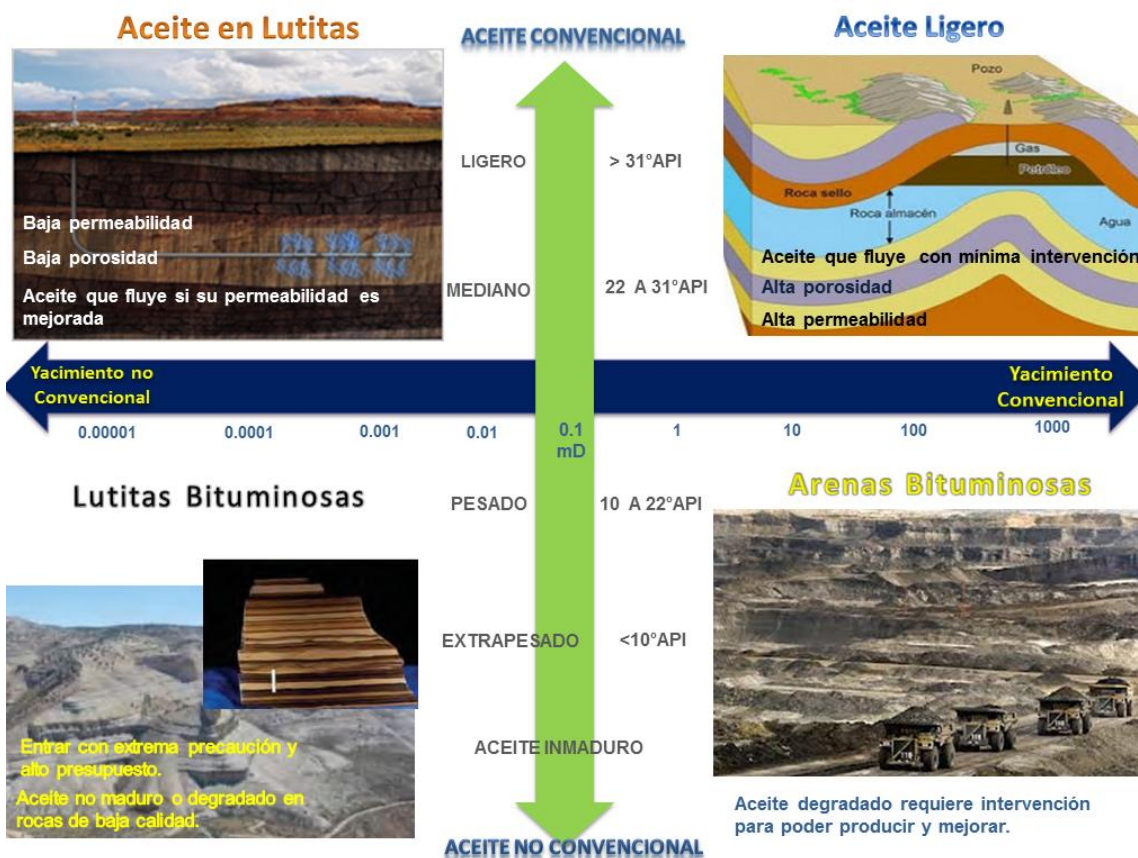 Aceite en Lutitas
ACEITE CONVENCIONAL
Aceite Ligero
Pozo
Gas
Petróleo
Roca sello
Roca almacén
Agua
LIGERO
> 31°API
Baja permeabilidad
Baja porosidad
Aceite que fluye si su permeabilidad es
mejorada
MEDIANO
22 A 31°API
Aceite que fluye con mínima intervención
Alta porosidad
Alta permeabilidad
Yacimiento no
Convencional
Yacimiento
Convencional
0.00001
0.0001
0.001
0.01
0.1
mD
1
10
100
1000
Lutitas Bituminosas
PESADO
10 A 22°API
Arenas Bituminosas
EXTRAPESADO
<10°API
Entrar con extrema precaución y
alto presupuesto.
Aceite no maduro o degradado en
rocas de baja calidad.
ACEITE INMADURO
Aceite degradado requiere intervención
para poder producir y mejorar.
ACEITE NO CONVENCIONAL